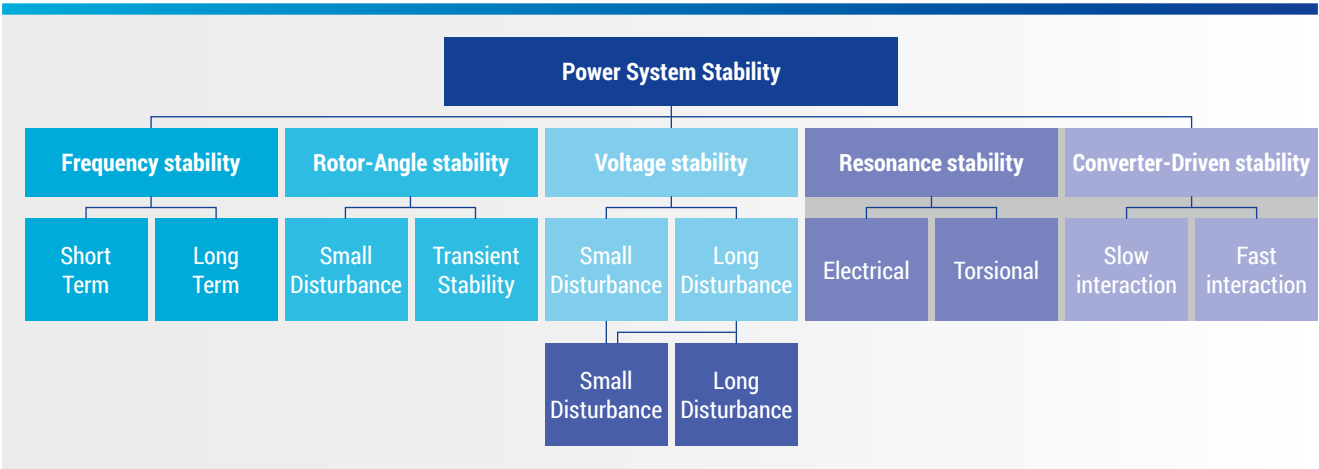 Power System Stability
Frequency stability
Rotor-Angle stability
Voltage stability
Resonance stability
Converter-Driven stability
Short
Term
Long
Term
Small
Disturbance
Transient
Stability
Small
Disturbance
Long
Disturbance
Electrical
Torsional
Slow
interaction
Fast
interaction
Small
Disturbance
Long
Disturbance